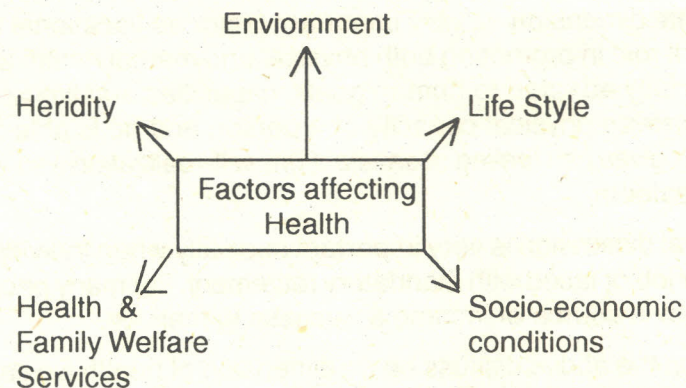 Enviornment
Heridity
Life Style
Factors affecting
Health
Health &
Family Welfare
Services
Socio-economic
conditions